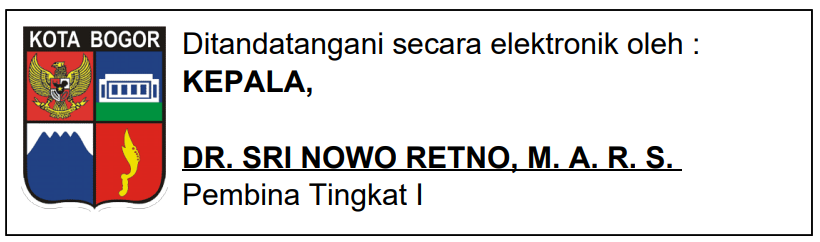 KOTA BOGOR
Ditandatangani secara elektronik oleh :
KEPALA,
DR. SRI NOWO RETNO, M. A. R. S.
Pembina Tingkat I